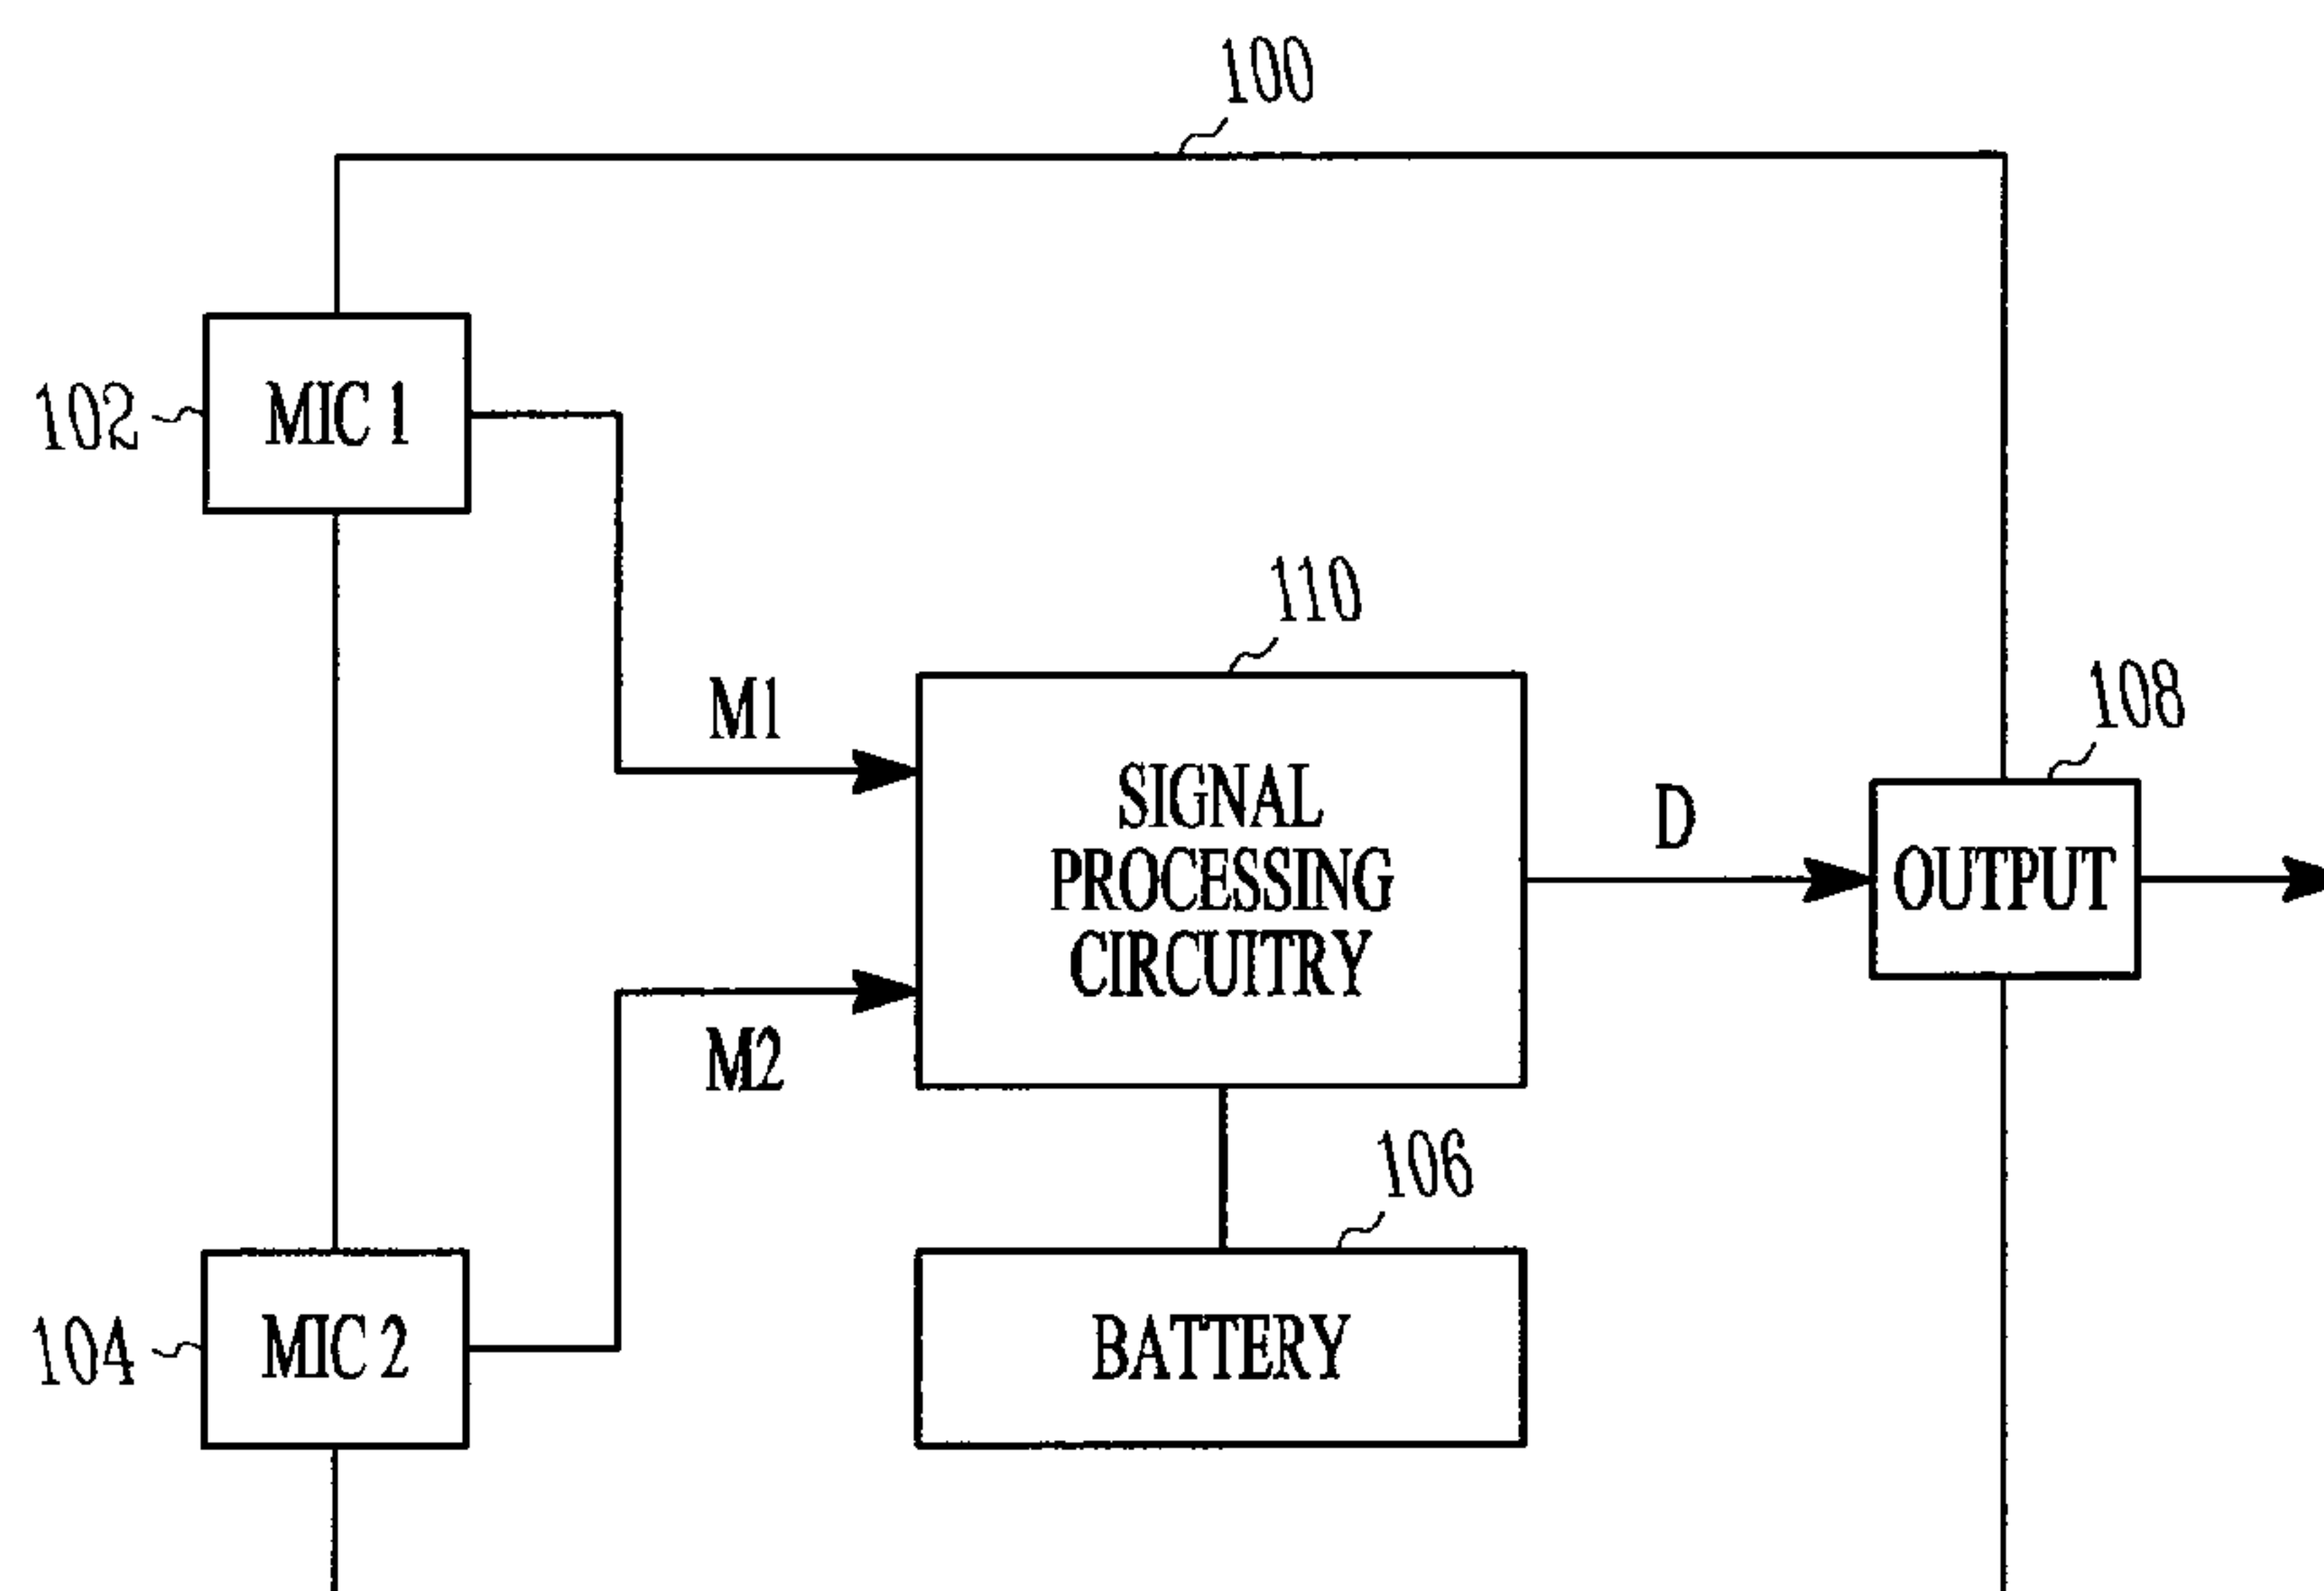 100
102
MIC 1
110
M1
108
SIGNAL
PROCESSING
CIRCUITRY
D
OUTPUT
M2
106
104
MIC 2
BATTERY